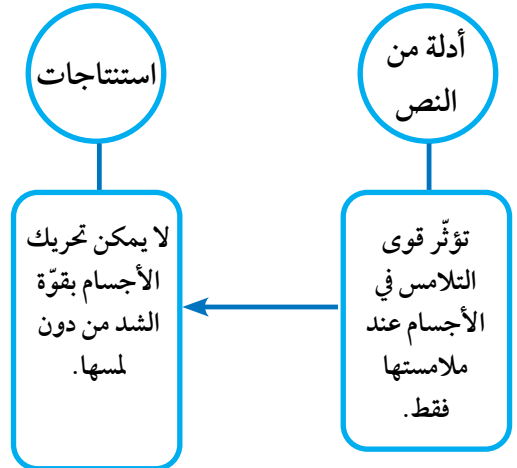 أدلة من
النص
استنتاجات
تؤثّر قوى
التلامس في
الأجسام عند
ملامستها
فقط.
لا يمكن تحريك
الأجسام بقوّة
الشد من دون
لمسها.